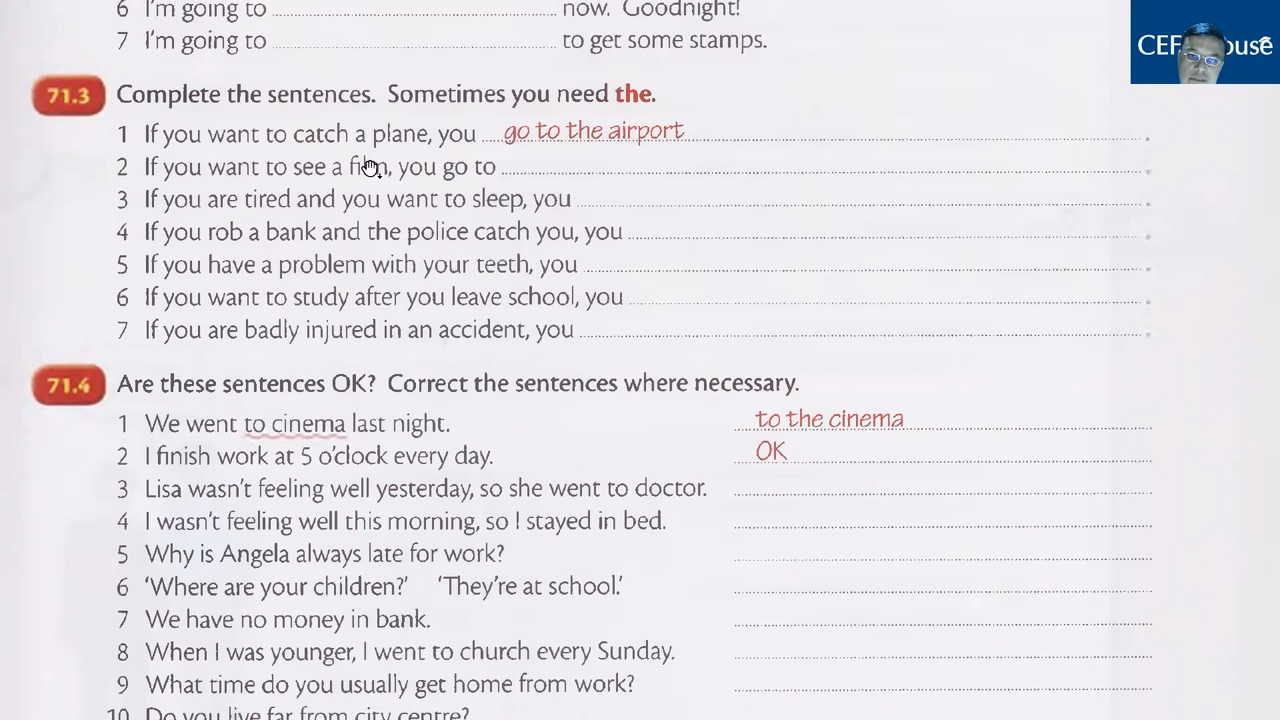 6 I'm going to ........ now. Goodnight!
7 I'm going to ........ to get some stamps.
71.3 Complete the sentences. Sometimes you need the.
1 If you want to catch a plane, you go to the airport .
2 If you want to see a film, you go to ........ .
3 If you are tired and you want to sleep, you ........ .
4 If you rob a bank and the police catch you, you ........ .
5 If you have a problem with your teeth, you ........ .
6 If you want to study after you leave school, you ........ .
7 If you are badly injured in an accident, you ........ .
71.4 Are these sentences OK? Correct the sentences where necessary.
1 We went to cinema last night. to the cinema
2 I finish work at 5 o'clock every day. OK
3 Lisa wasn't feeling well yesterday, so she went to doctor.
4 I wasn't feeling well this morning, so I stayed in bed.
5 Why is Angela always late for work?
6 'Where are your children?' 'They're at school.'
7 We have no money in bank.
8 When I was younger, I went to church every Sunday.
9 What time do you usually get home from work?
10 Do you live far from city centre?